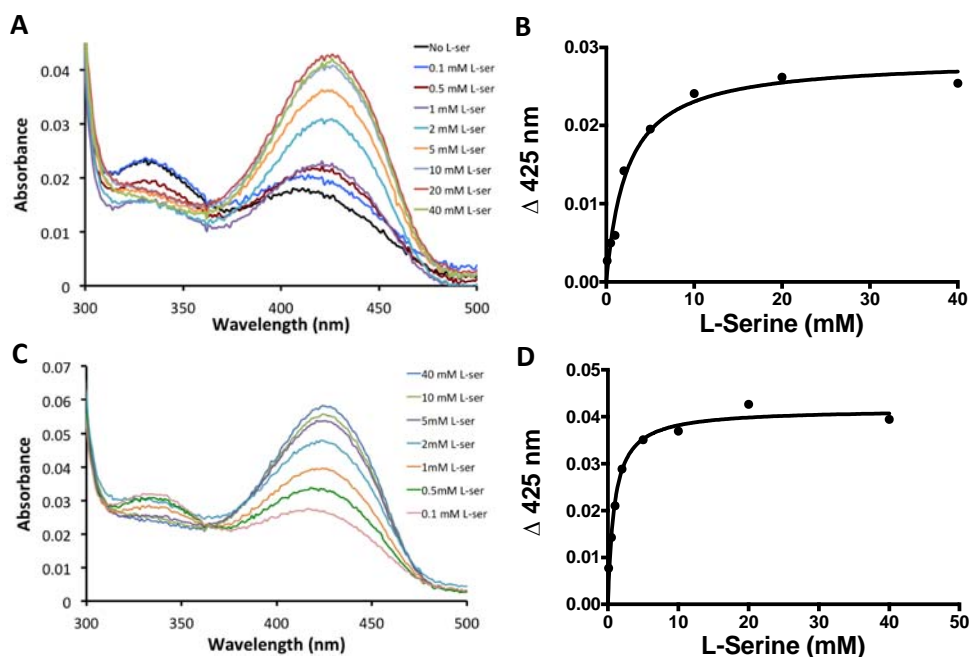 A
Absorbance
0.04
0.03
0.02
0.01
0
300
350
400
450
500
Wavelength (nm)
No L-ser
0.1 mM L-ser
0.5 mM L-ser
1 mM L-ser
2 mM L-ser
5 mM L-ser
10 mM L-ser
20 mM L-ser
40 mM L-ser
B
Δ 425 nm
0.03
0.02
0.01
0.00
0
10
20
30
40
L-Serine (mM)
C
Absorbance
0.07
0.06
0.05
0.04
0.03
0.02
0.01
0
300
350
400
450
500
Wavelength (nm)
40 mM L-ser
10 mM L-ser
5mM L-ser
2mM L-ser
1mM L-ser
0.5mM L-ser
0.1 mM L-ser
D
Δ 425 nm
0.05
0.04
0.03
0.02
0.01
0.00
0
10
20
30
40
50
L-Serine (mM)